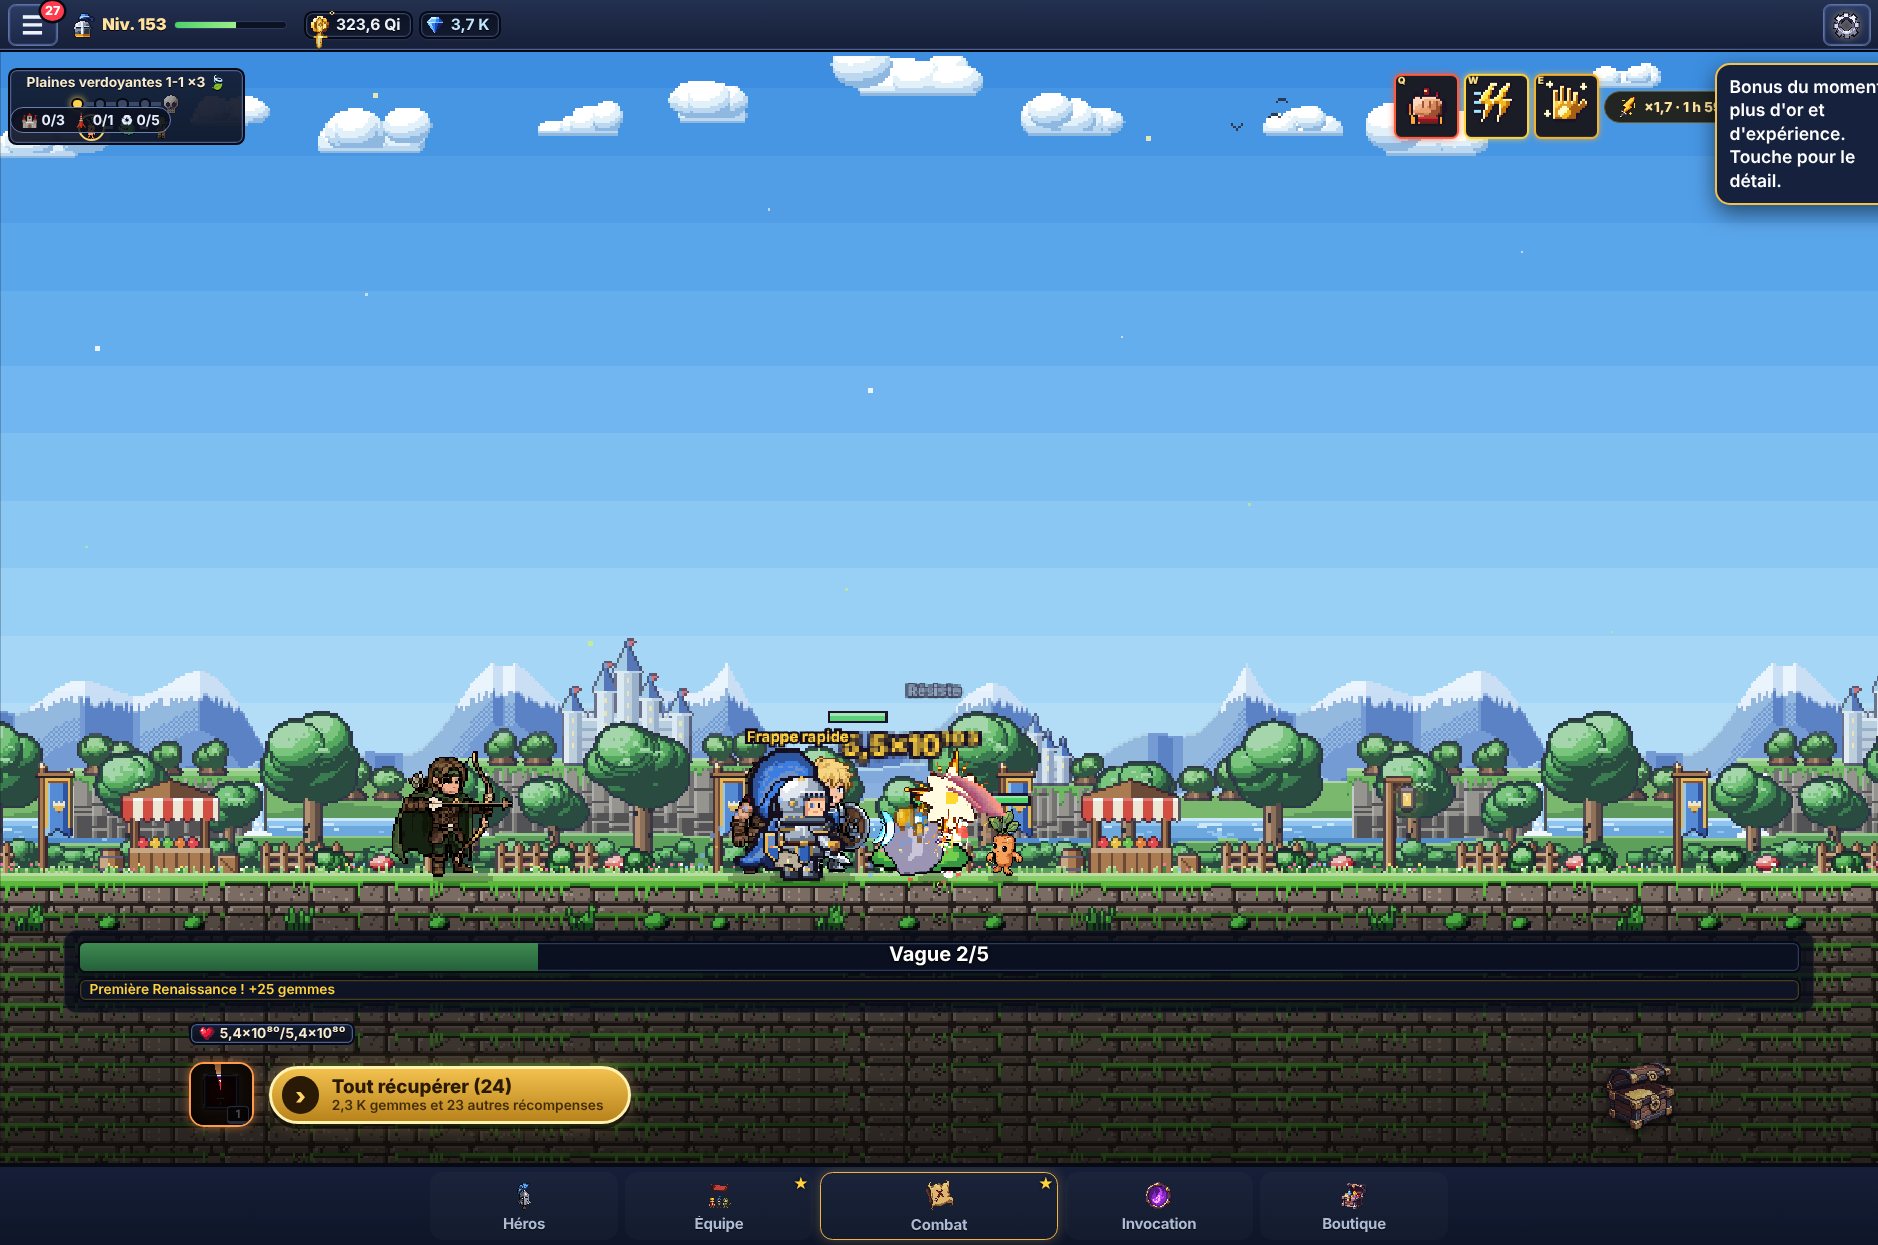 27
Niv. 153
323,6 Qi
3,7 K
Plaines verdoyantes 1-1 ×3
0/3 0/1 0/5
Q
W
E
×1,7 · 1 h
Bonus du momen
plus d'or et
d'expérience.
Touche pour le
détail.
Résiste
Frappe rapide
Vague 2/5
Première Renaissance ! +25 gemmes
5,4×10⁸⁰/5,4×10⁸⁰
1
Tout récupérer (24)
2,3 K gemmes et 23 autres récompenses
Héros
Équipe
Combat
Invocation
Boutique